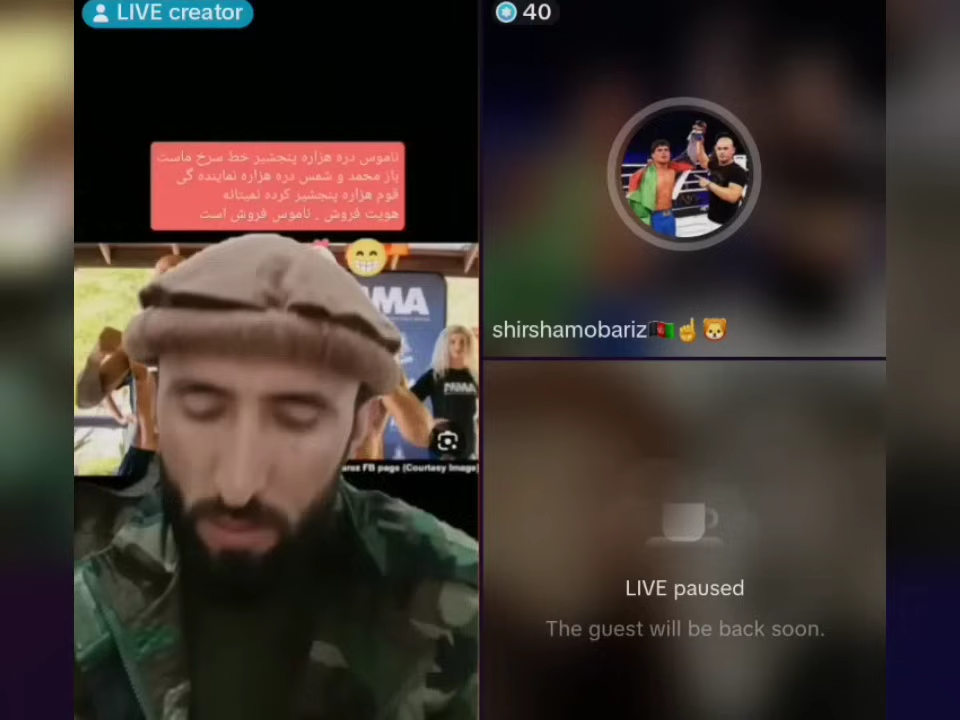 LIVE creator
ناموس دره هزاره پنجشیر خط سرخ ماست
باز محمد و شمس دره هزاره نماینده گی
قوم هزاره پنجشیر کرده نمیتانه
هویت فروش . ناموس فروش است
MMA
FB page (Courtesy Image)
40
shirshamobariz🇦🇫☝️🐻
LIVE paused
The guest will be back soon.